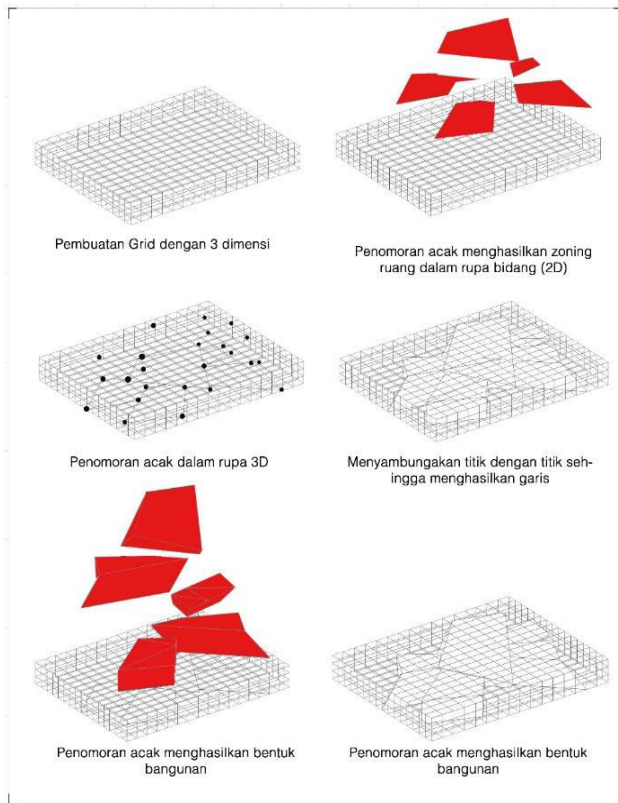 Pembuatan Grid dengan 3 dimensi
Penomoran acak menghasilkan zoning
ruang dalam rupa bidang (2D)
Penomoran acak dalam rupa 3D
Menyambungakan titik dengan titik seh-
ingga menghasilkan garis
Penomoran acak menghasilkan bentuk
bangunan
Penomoran acak menghasilkan bentuk
bangunan